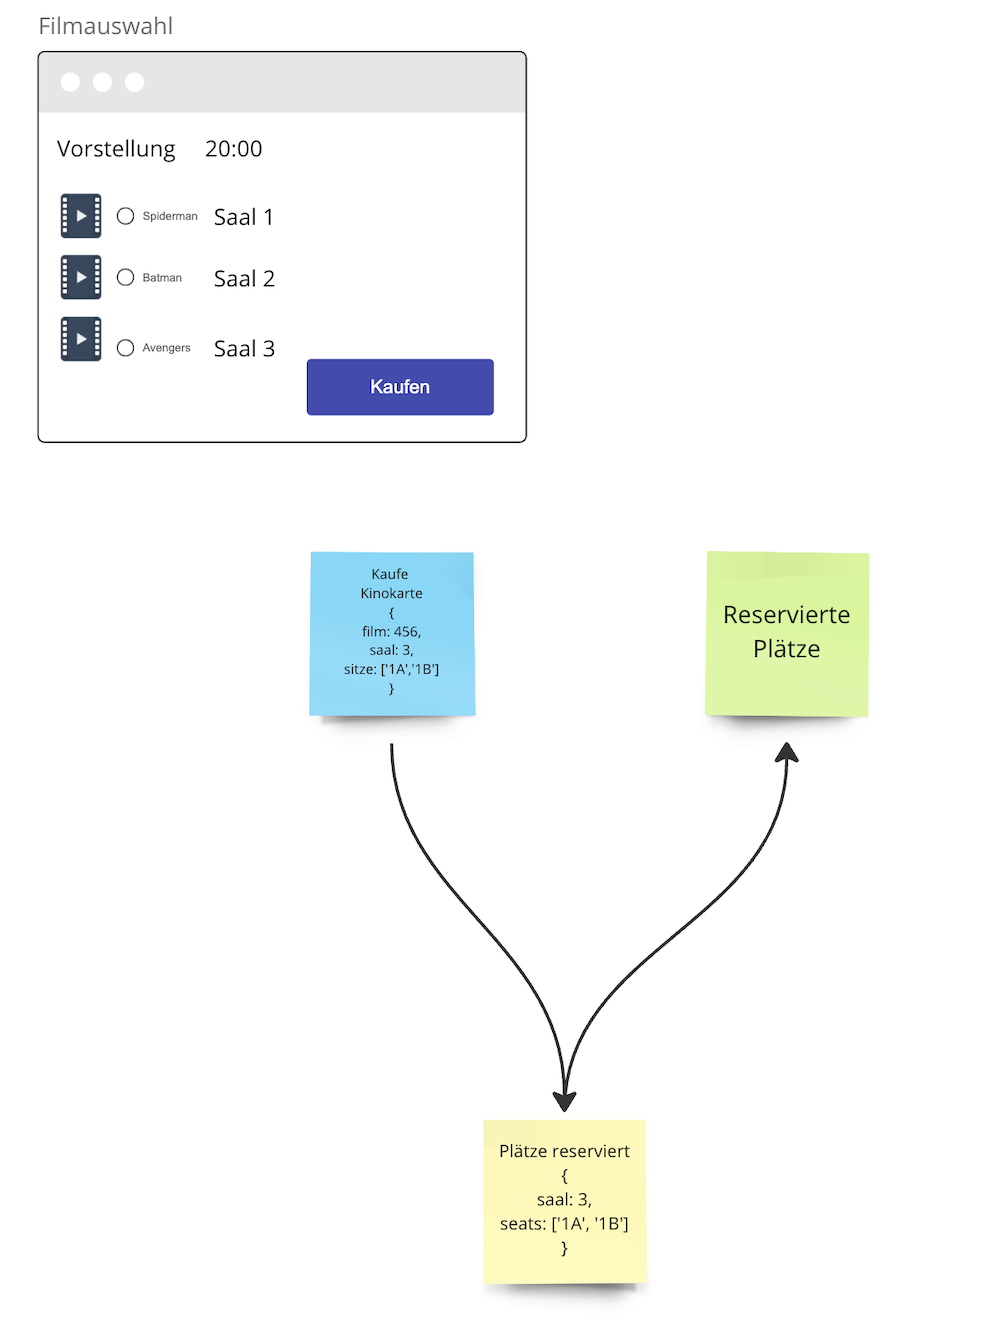 Filmauswahl
Vorstellung 20:00
Spiderman Saal 1
Batman Saal 2
Avengers Saal 3
Kaufen
Kaufe
Kinokarte
{
film: 456,
saal: 3,
sitze: ['1A','1B']
}
Reservierte
Plätze
Plätze reserviert
{
saal: 3,
seats: ['1A', '1B']
}